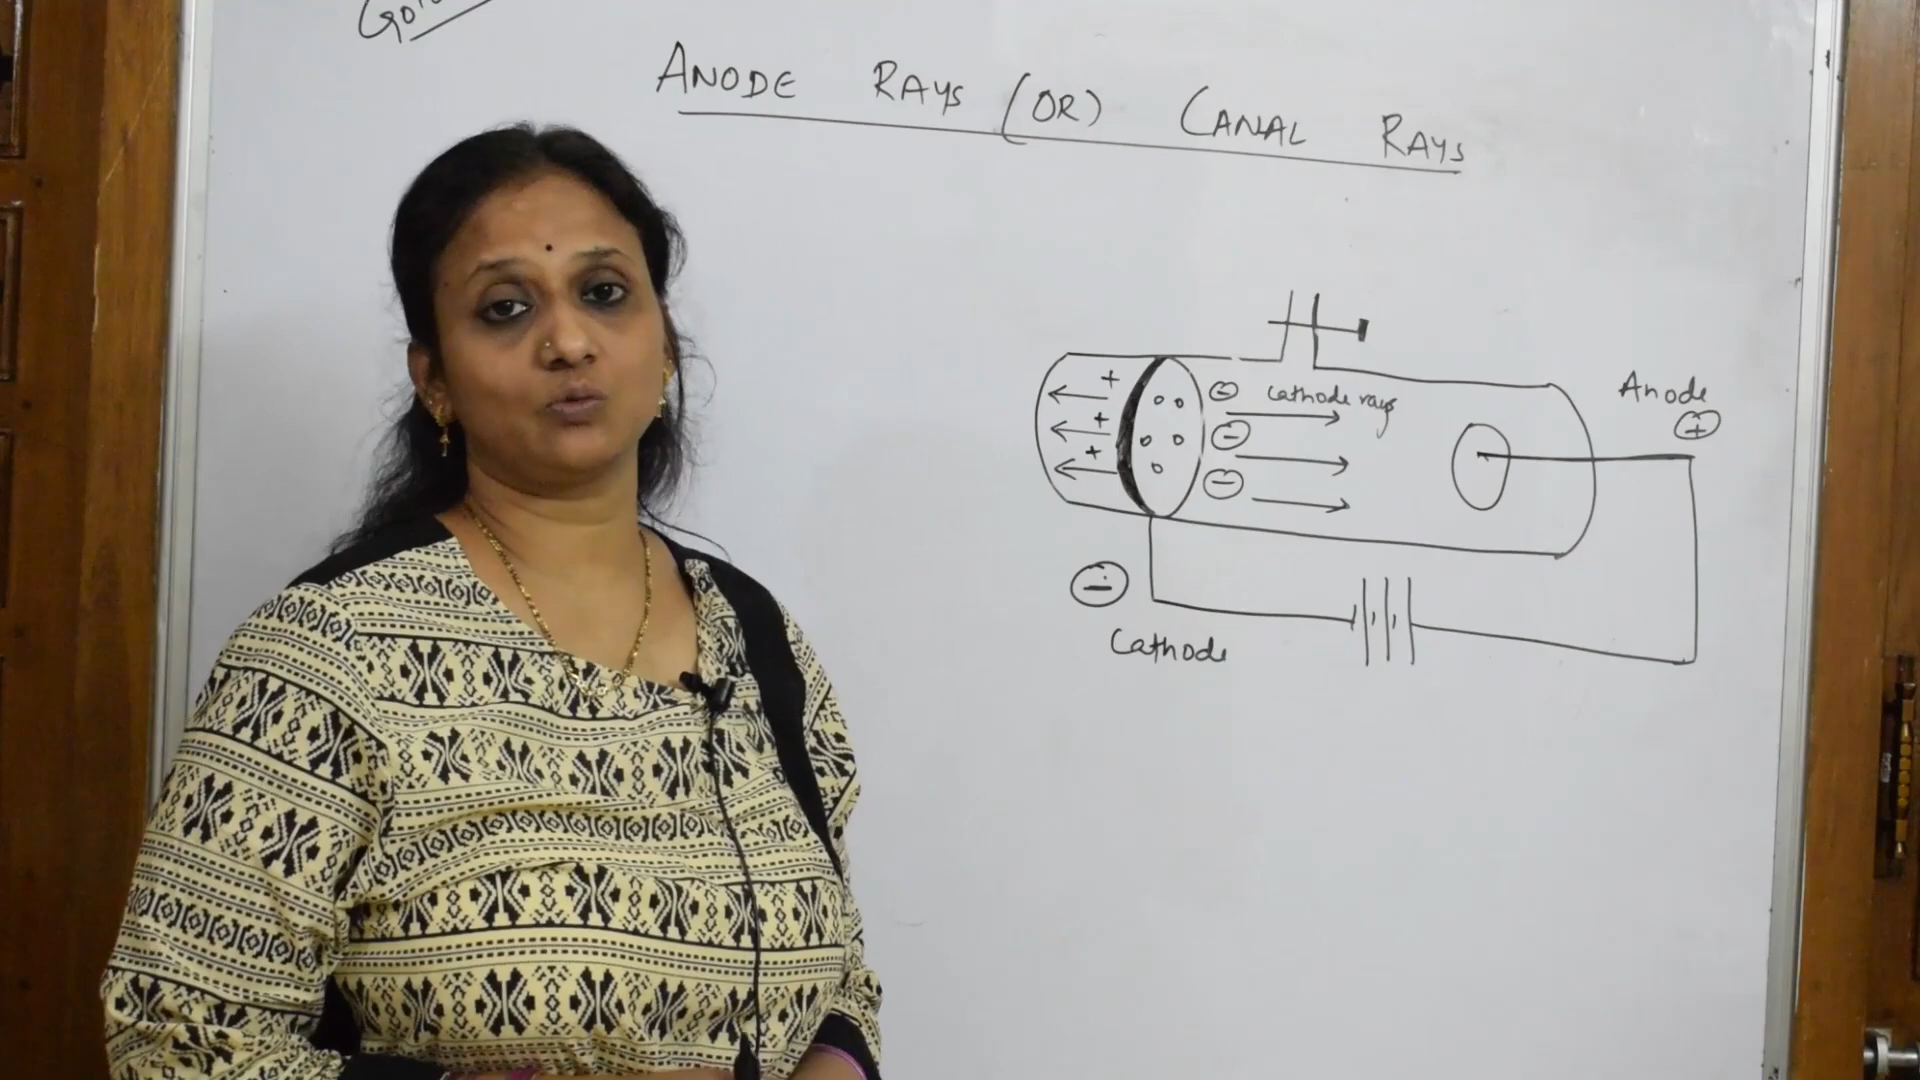 ANODE RAYS (OR) CANAL RAYS
+
⊖ Cathode rays
Anode
+
⊖
⊕
+
⊖
⊖
Cathode